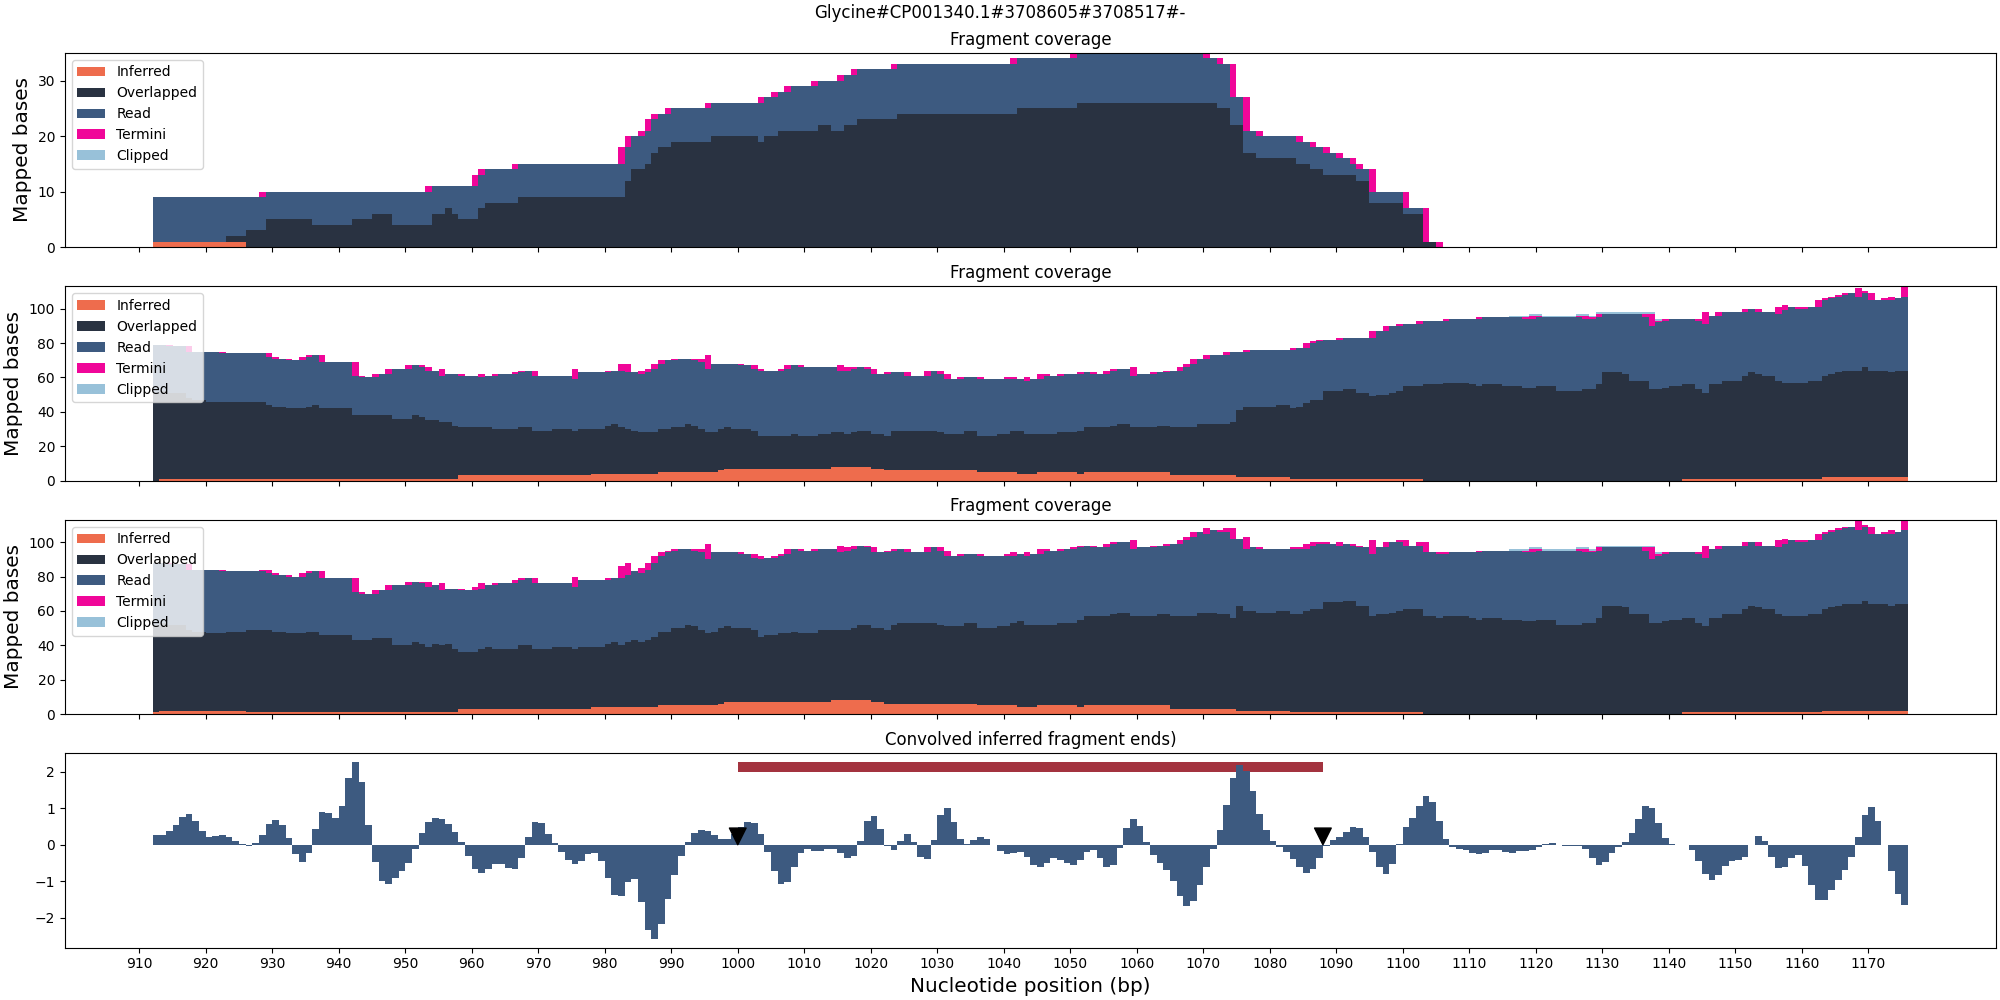 Glycine#CP001340.1#3708605#3708517#-
Fragment coverage
Mapped bases
30
20
10
0
Inferred
Overlapped
Read
Termini
Clipped
Fragment coverage
Mapped bases
100
80
60
40
20
0
Inferred
Overlapped
Read
Termini
Clipped
Fragment coverage
Mapped bases
100
80
60
40
20
0
Inferred
Overlapped
Read
Termini
Clipped
Convolved inferred fragment ends)
2
1
0
−1
−2
910 920 930 940 950 960 970 980 990 1000 1010 1020 1030 1040 1050 1060 1070 1080 1090 1100 1110 1120 1130 1140 1150 1160 1170
Nucleotide position (bp)